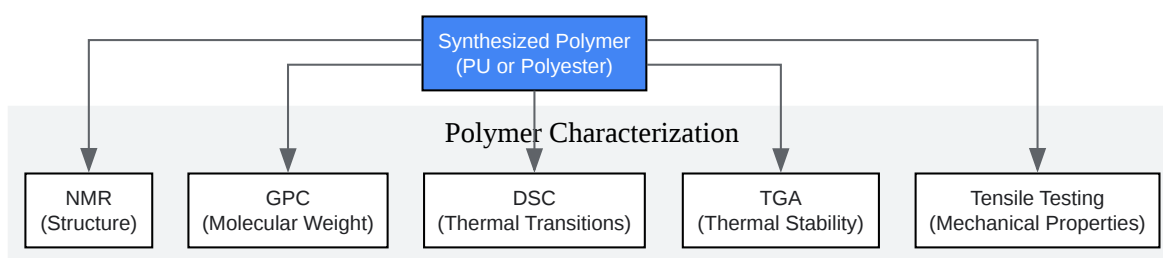 Synthesized Polymer
(PU or Polyester)
Polymer Characterization
NMR
(Structure)
GPC
(Molecular Weight)
DSC
(Thermal Transitions)
TGA
(Thermal Stability)
Tensile Testing
(Mechanical Properties)